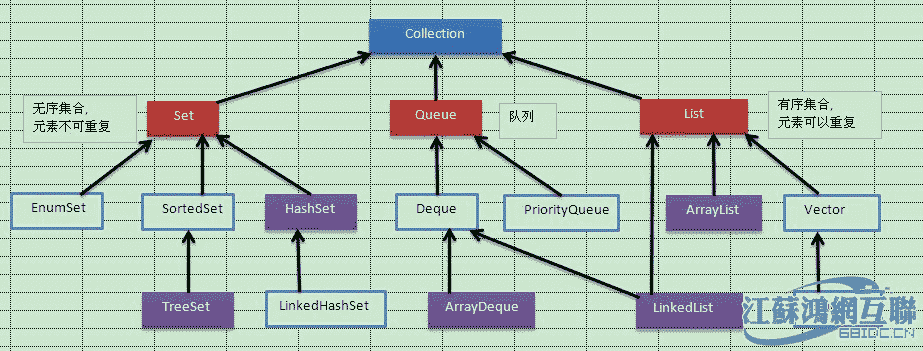 Collection
无序集合,
元素不可重复
Set
Queue
队列
List
有序集合,
元素可以重复
EnumSet
SortedSet
HashSet
Deque
PriorityQueue
ArrayList
Vector
TreeSet
LinkedHashSet
ArrayDeque
LinkedList
江蘇鴻網互聯
68IDC.CN